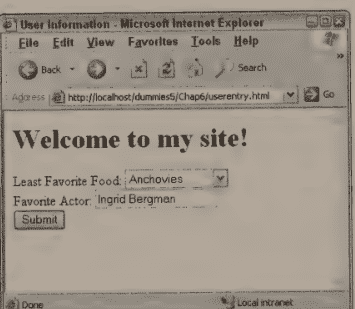 User Information - Microsoft Internet Explorer
File Edit View Favorites Tools Help
Back Search
Address http://localhost/dummies5/Chap6/userentry.html Go
Welcome to my site!
Least Favorite Food: Anchovies
Favorite Actor: Ingrid Bergman
Submit
Done Local intranet